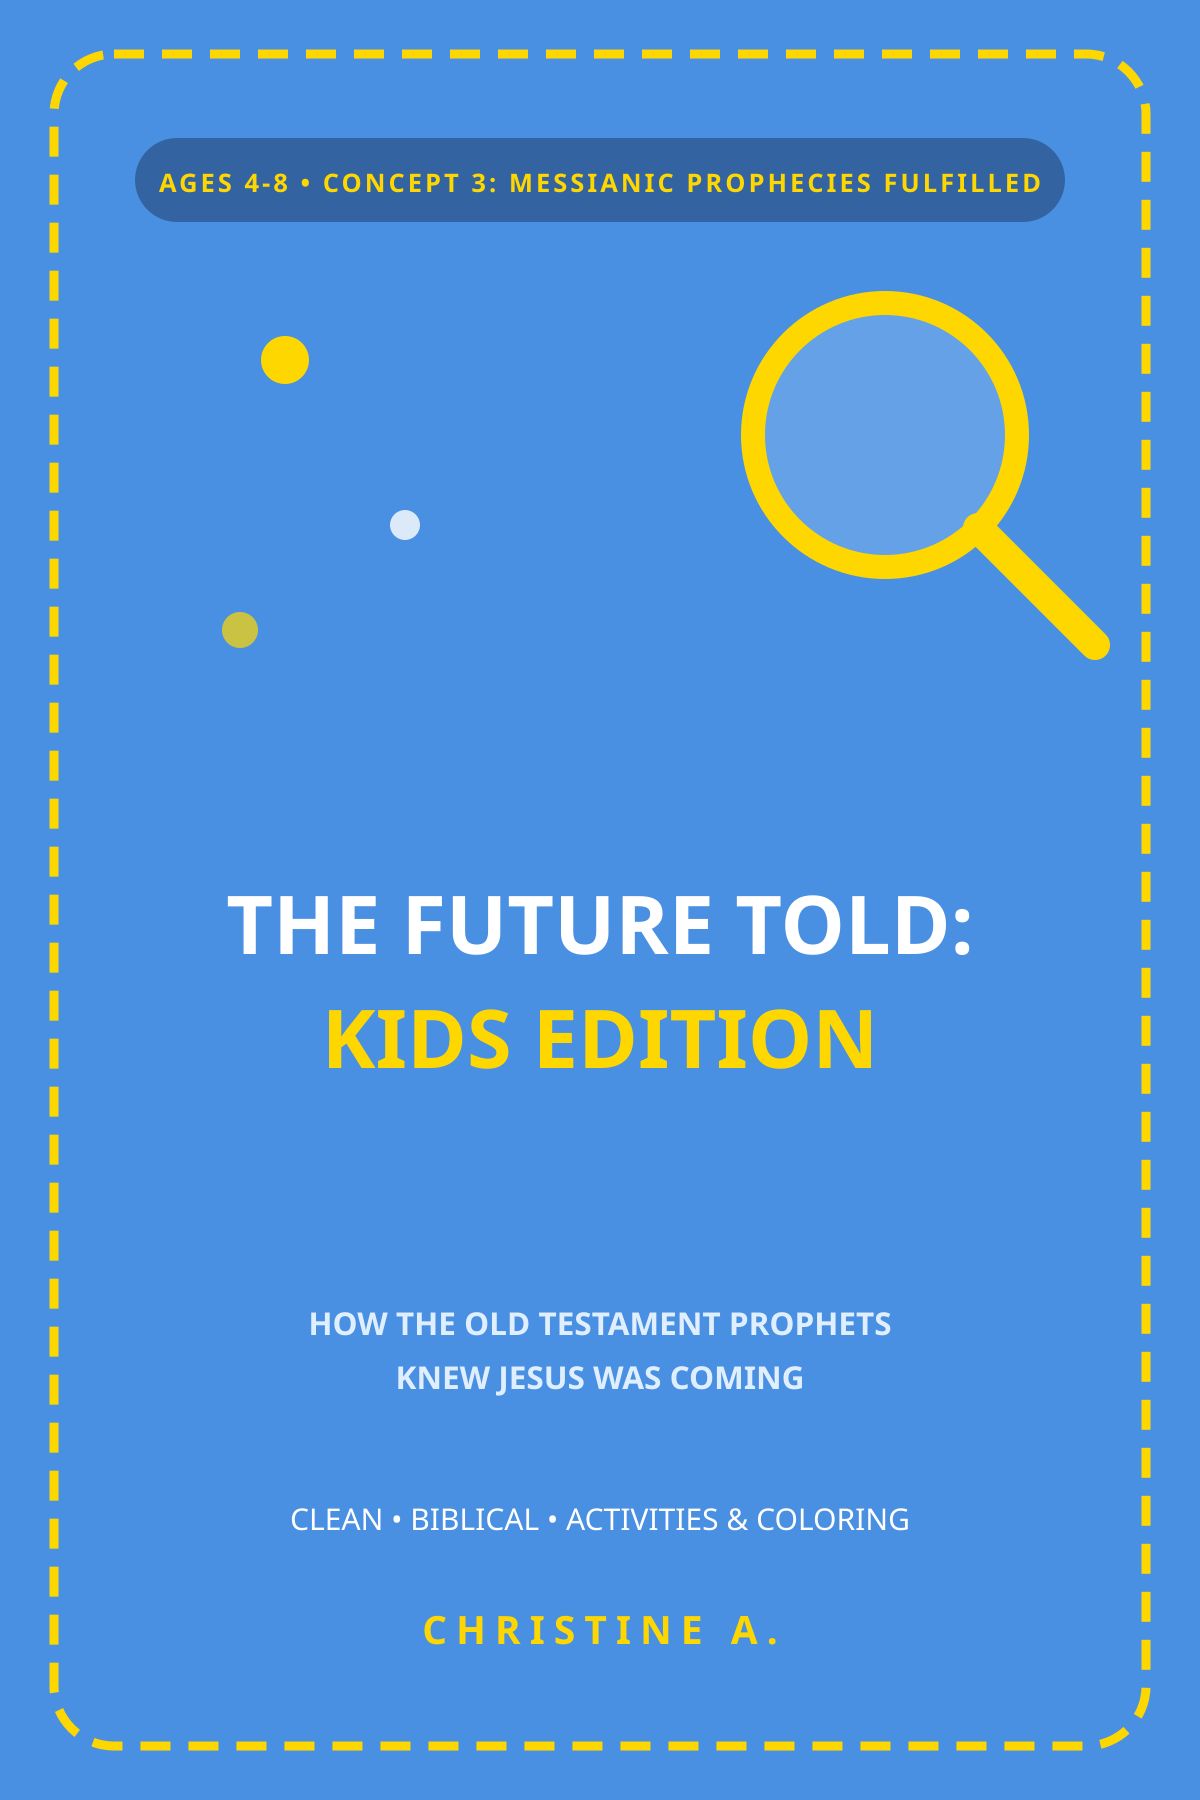 AGES 4-8 • CONCEPT 3: MESSIANIC PROPHECIES FULFILLED
THE FUTURE TOLD:
KIDS EDITION
HOW THE OLD TESTAMENT PROPHETS
KNEW JESUS WAS COMING
CLEAN • BIBLICAL • ACTIVITIES & COLORING
CHRISTINE A.